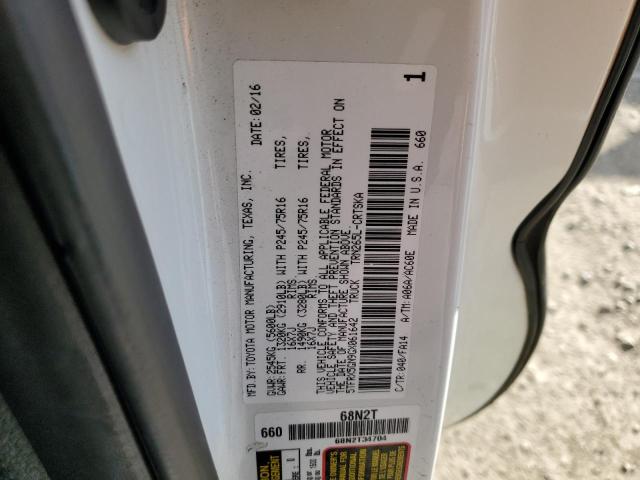 MFD. BY: TOYOTA MOTOR MANUFACTURING, TEXAS, INC.
DATE: 02/16
GVWR: 2545KG (5600LB)
GAWR: FRT. 1320KG (2910LB) WITH P245/75R16 TIRES,
16X7J RIMS
RR. 1490KG (3280LB) WITH P245/75R16 TIRES,
16X7J RIMS
THIS VEHICLE CONFORMS TO ALL APPLICABLE FEDERAL MOTOR
VEHICLE SAFETY AND THEFT PREVENTION STANDARDS IN EFFECT ON
THE DATE OF MANUFACTURE SHOWN ABOVE.
TRUCK TRN265L-CRTSKA
C/TR: 040/FA14 A/TM: A06A/AC60E MADE IN U.S.A. 660
1
68N2T
660
68N2T34704